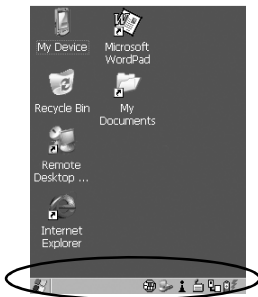 My Device
Microsoft
WordPad
Recycle Bin
My
Documents
Remote
Desktop ...
Internet
Explorer